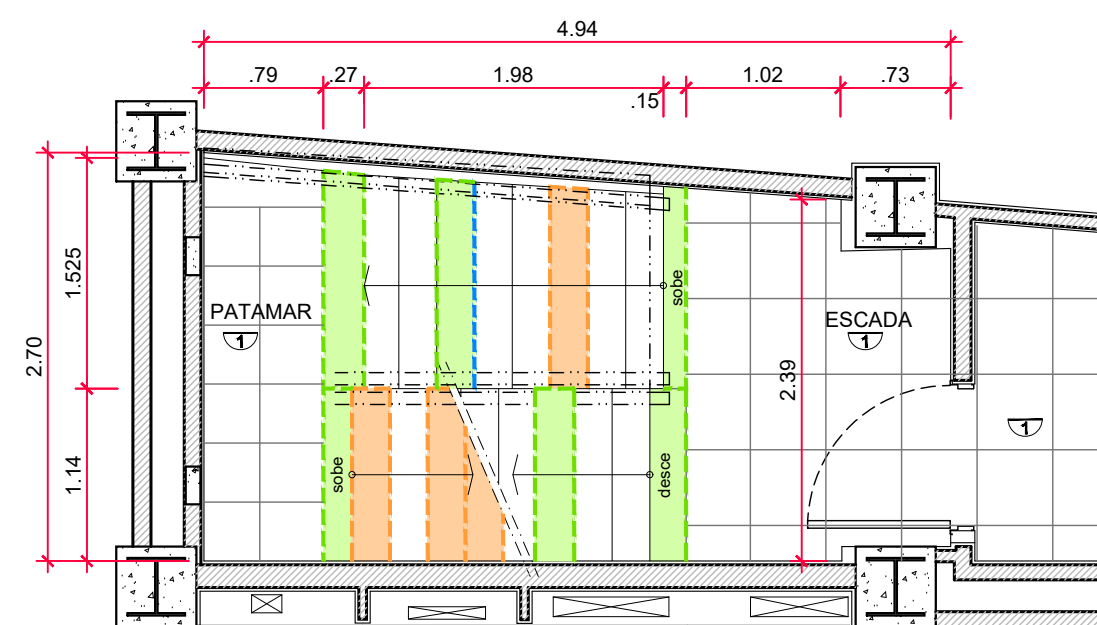 4.94
.79 .27 1.98 .15 1.02 .73
1.525
2.70
1.14
2.39
PATAMAR
1
sobe
ESCADA
1
1
sobe
desce